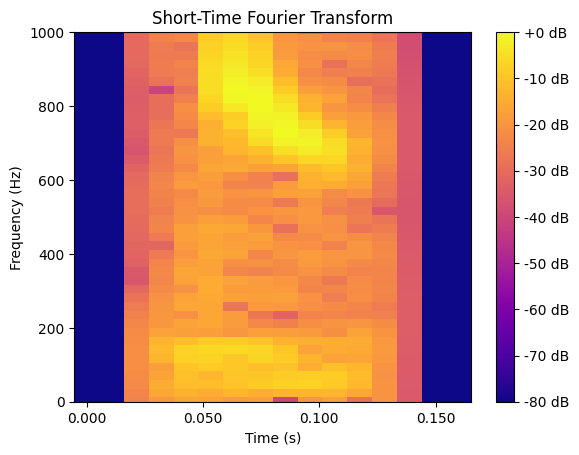 Short-Time Fourier Transform
Frequency (Hz)
1000
800
600
400
200
0
0.000
0.050
0.100
0.150
Time (s)
+0 dB
-10 dB
-20 dB
-30 dB
-40 dB
-50 dB
-60 dB
-70 dB
-80 dB